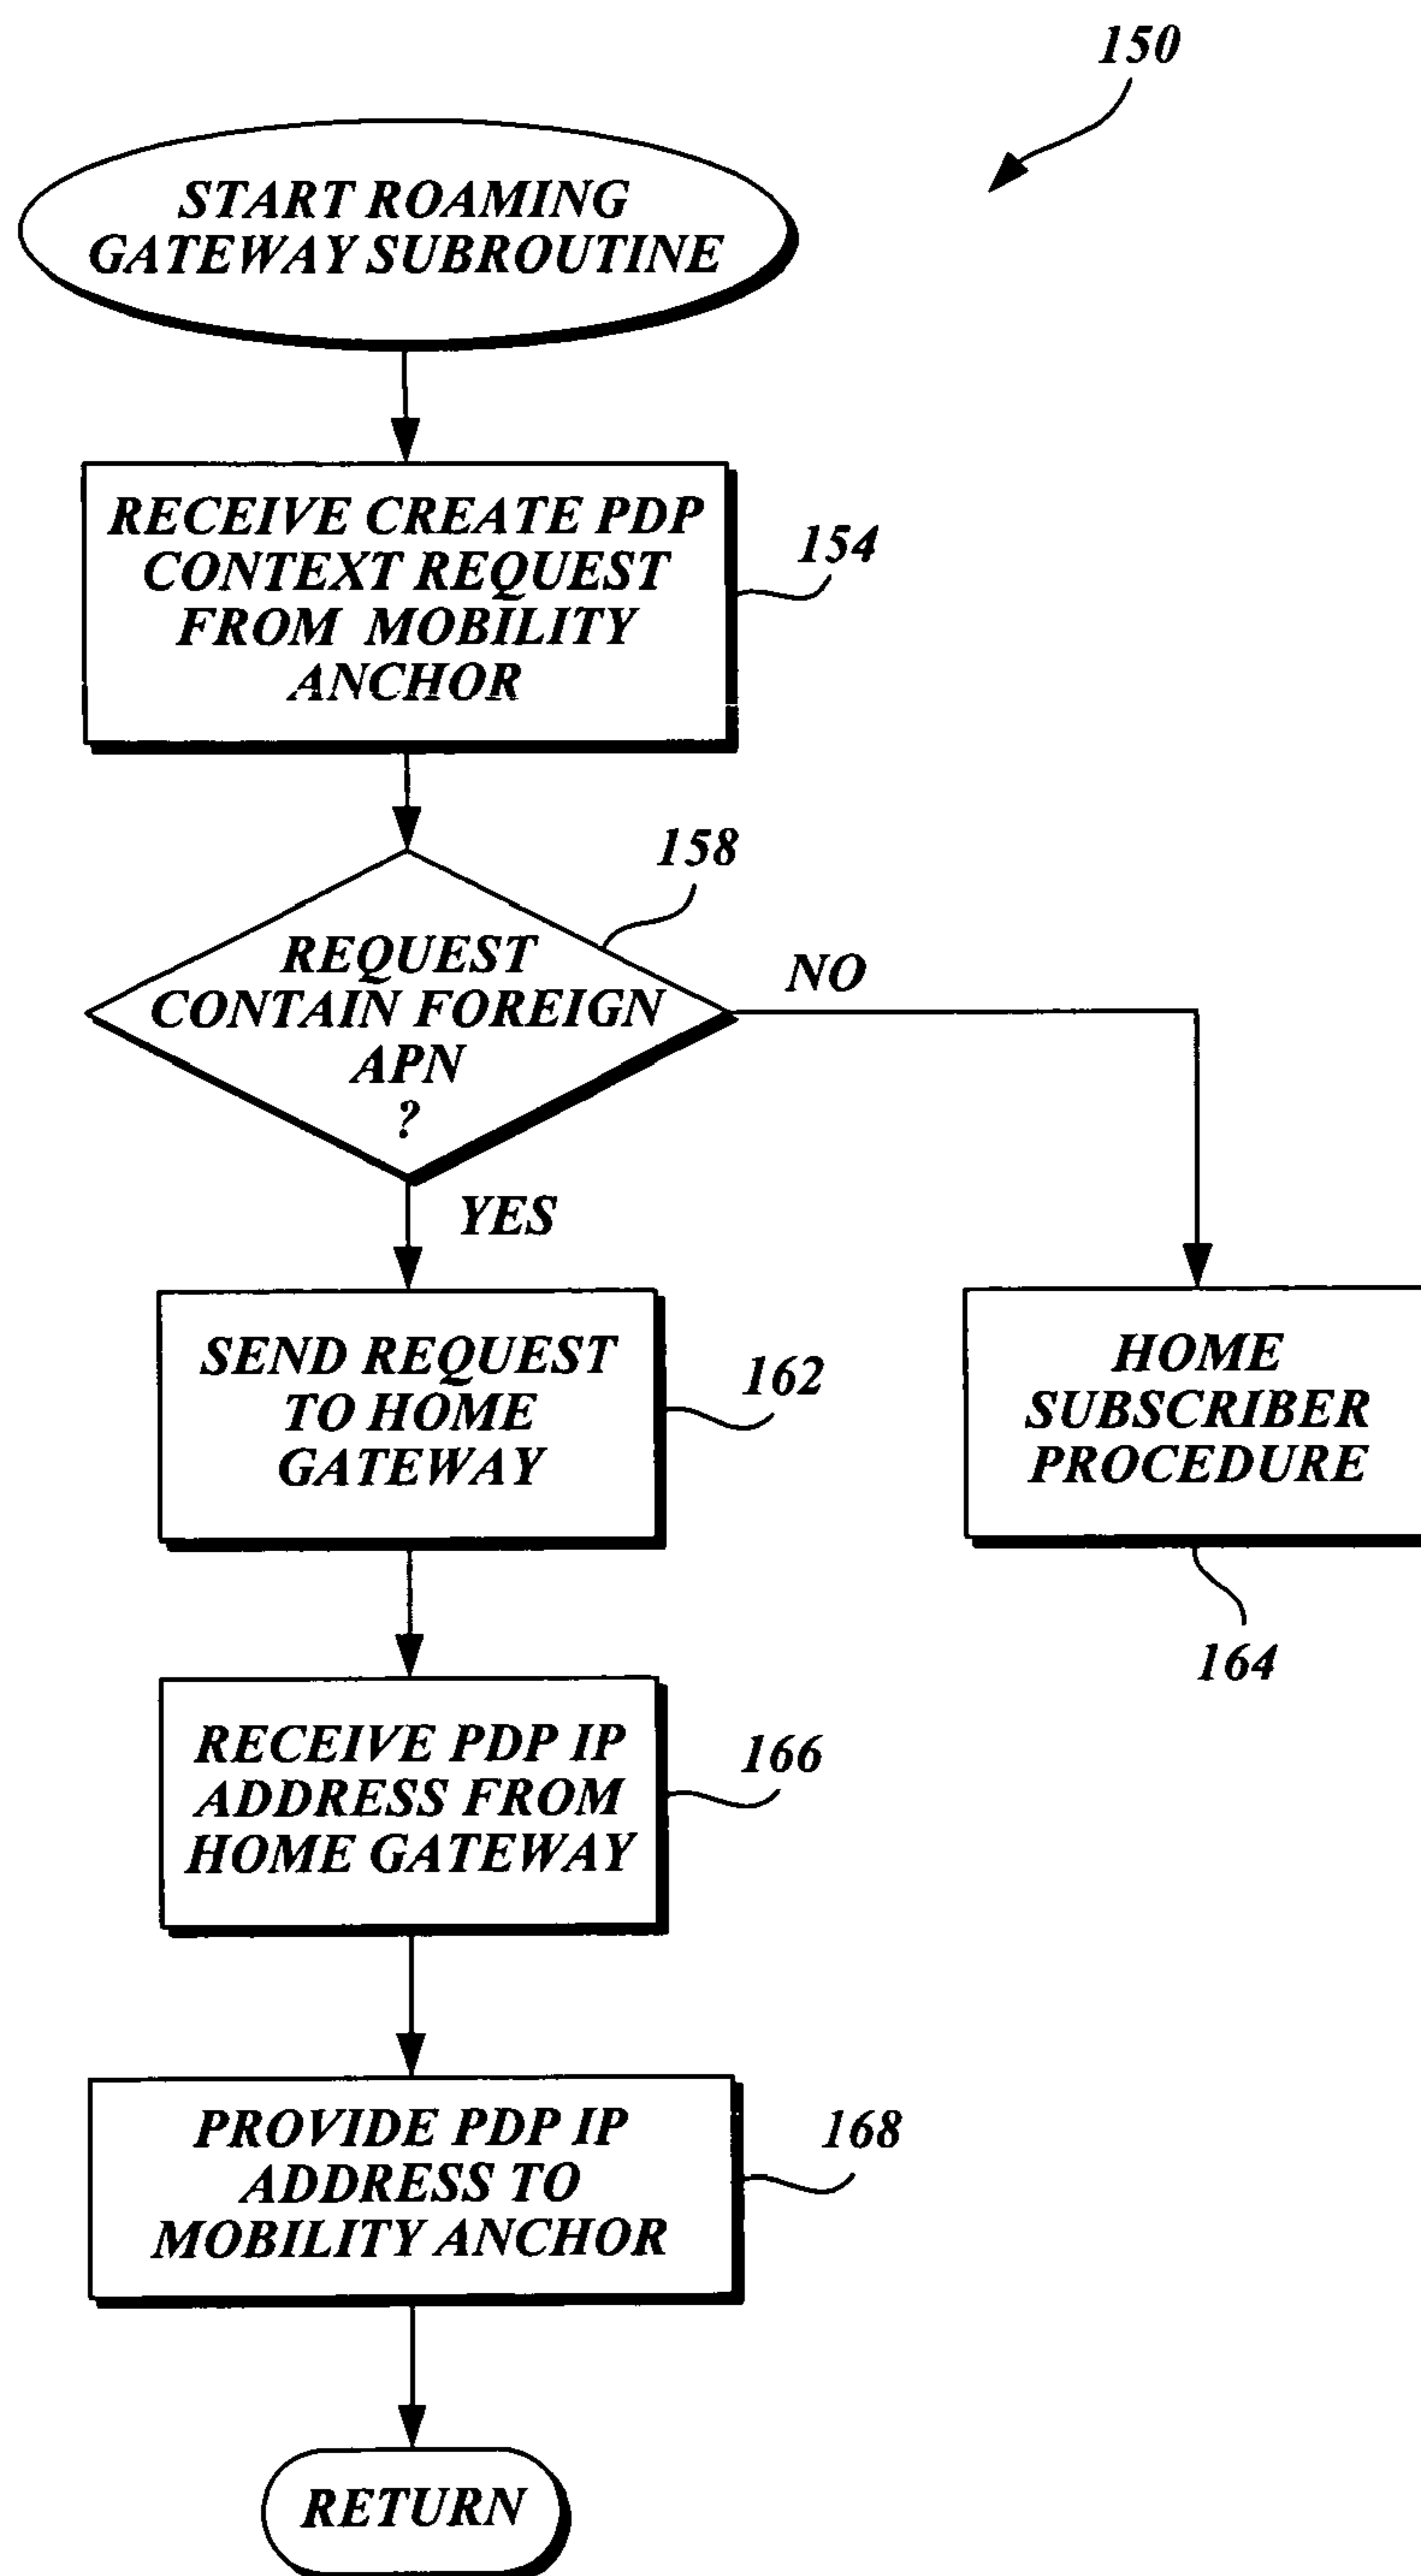 150
START ROAMING
GATEWAY SUBROUTINE
RECEIVE CREATE PDP
CONTEXT REQUEST
FROM MOBILITY
ANCHOR
154
158
REQUEST
CONTAIN FOREIGN
APN
?
NO
YES
SEND REQUEST
TO HOME
GATEWAY
162
HOME
SUBSCRIBER
PROCEDURE
164
RECEIVE PDP IP
ADDRESS FROM
HOME GATEWAY
166
PROVIDE PDP IP
ADDRESS TO
MOBILITY ANCHOR
168
RETURN